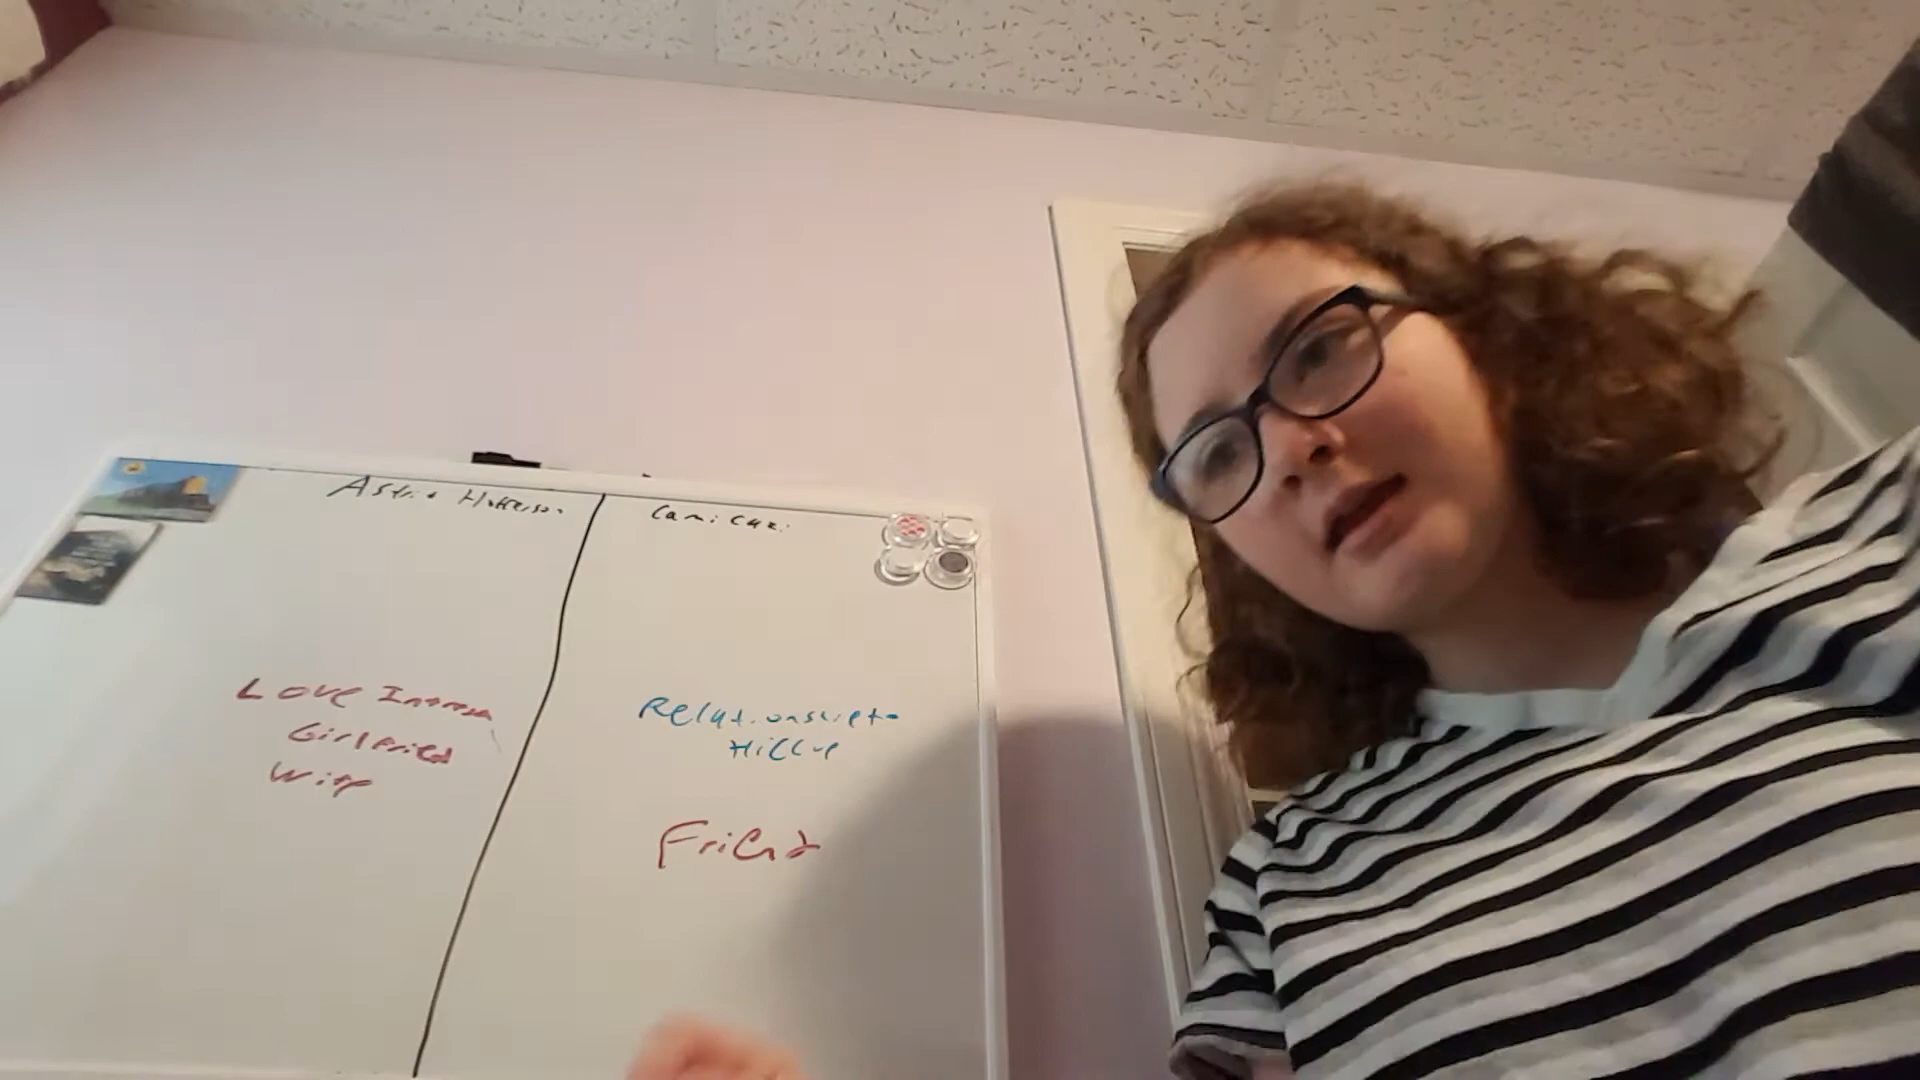 Astrid Hofferson
Camicazi
Love Interest
Girlfriend
Wife
Relationship to
Hiccup
Friend